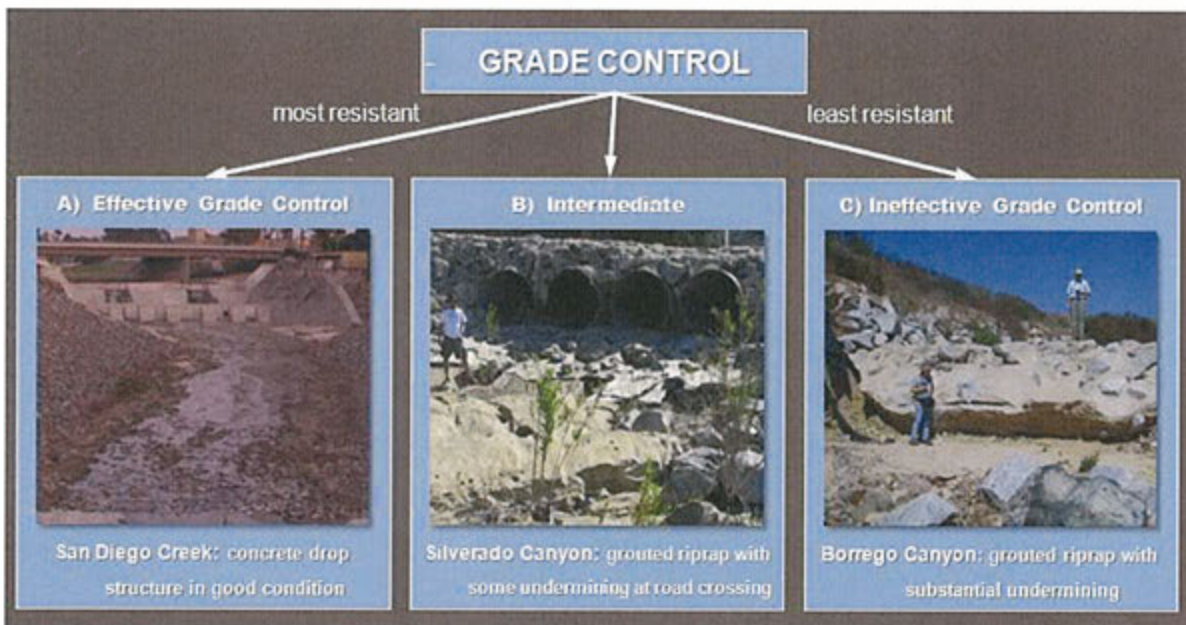 GRADE CONTROL
most resistant
least resistant
A) Effective Grade Control
San Diego Creek: concrete drop
structure in good condition
B) Intermediate
Silverado Canyon: grouted riprap with
some undermining at road crossing
C) Ineffective Grade Control
Borrego Canyon: grouted riprap with
substantial undermining